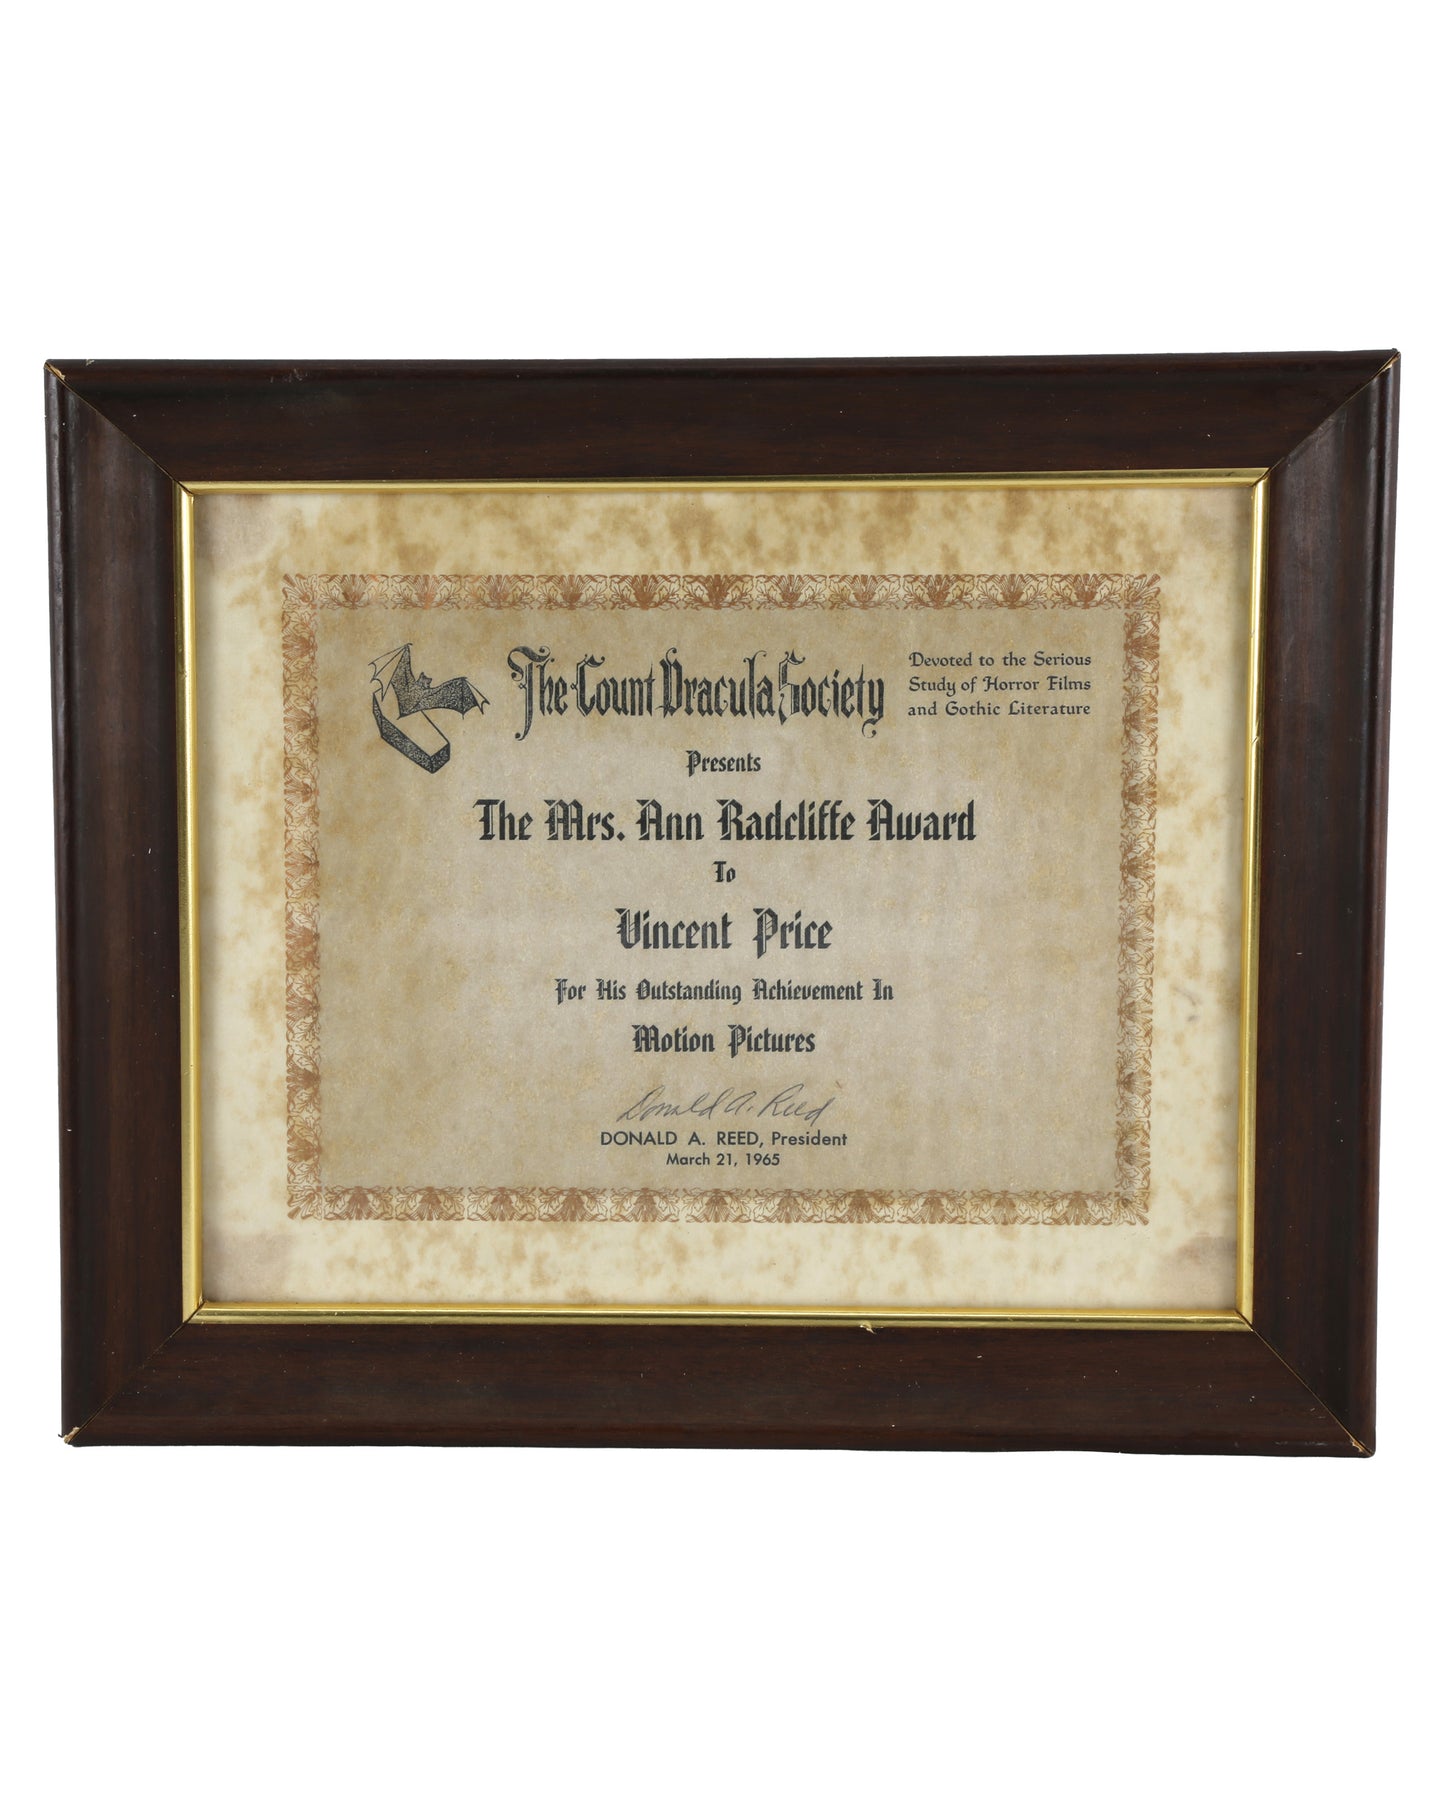 The Count Dracula Society
Devoted to the Serious
Study of Horror Films
and Gothic Literature
Presents
The Mrs. Ann Radcliffe Award
To
Vincent Price
For His Outstanding Achievement In
Motion Pictures
Donald A. Reed
DONALD A. REED, President
March 21, 1965